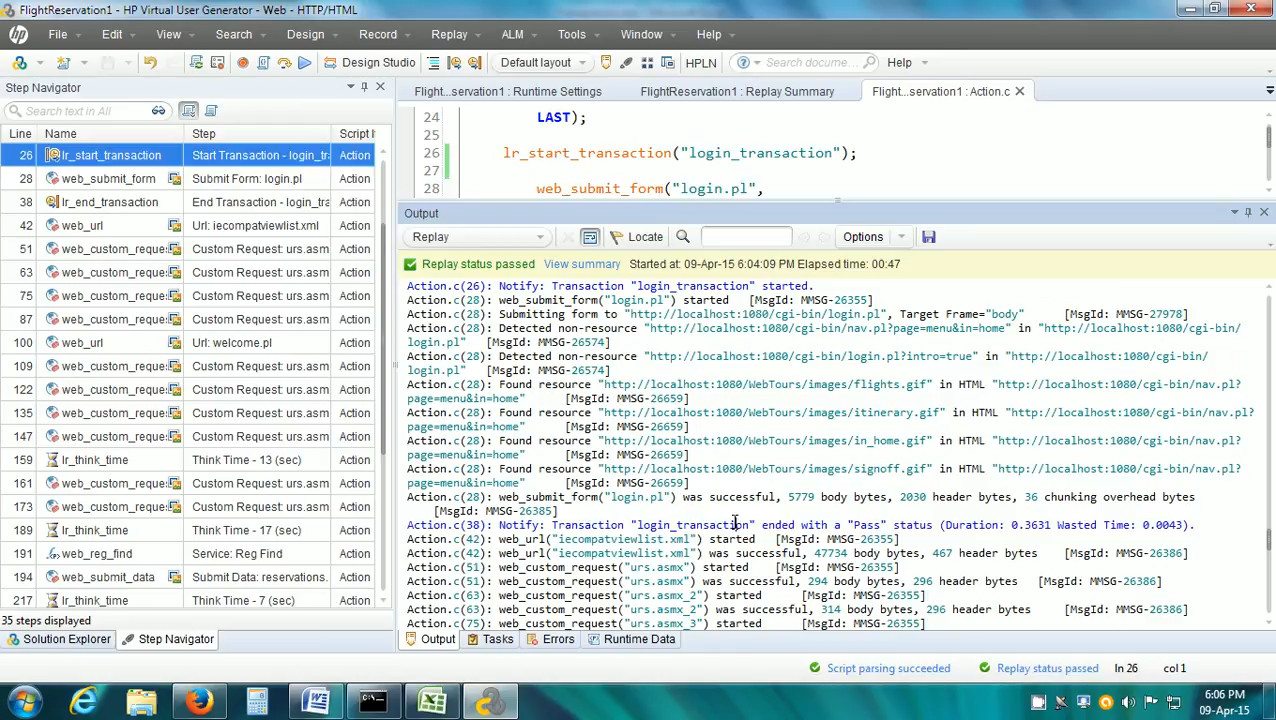 FlightReservation1 - HP Virtual User Generator - Web - HTTP/HTML
File Edit View Search Design Record Replay ALM Tools Window Help
Design Studio Default layout HPLN Search docume... Help
Step Navigator
Search text in All
Line Name Step Script I
26 lr_start_transaction Start Transaction - login_tr Action
28 web_submit_form Submit Form: login.pl Action
38 lr_end_transaction End Transaction - login_tra Action
42 web_url Url: iecompatviewlist.xml Action
51 web_custom_reque Custom Request: urs.asm Action
63 web_custom_reque Custom Request: urs.asm Action
75 web_custom_reque Custom Request: urs.asm Action
87 web_custom_reque Custom Request: urs.asm Action
100 web_url Url: welcome.pl Action
109 web_custom_reque Custom Request: urs.asm Action
122 web_custom_reque Custom Request: urs.asm Action
135 web_custom_reque Custom Request: urs.asm Action
147 web_custom_reque Custom Request: urs.asm Action
159 lr_think_time Think Time - 13 (sec) Action
161 web_custom_reque Custom Request: urs.asm Action
173 web_custom_reque Custom Request: urs.asm Action
189 lr_think_time Think Time - 17 (sec) Action
191 web_reg_find Service: Reg Find Action
194 web_submit_data Submit Data: reservations. Action
217 lr_think_time Think Time - 7 (sec) Action
35 steps displayed
Solution Explorer Step Navigator
Flight...servation1 : Runtime Settings FlightReservation1 : Replay Summary Flight...servation1 : Action.c
24 LAST);
25
26 lr_start_transaction("login_transaction");
27
28 web_submit_form("login.pl",
Output
Replay Locate Options
Replay status passed View summary Started at: 09-Apr-15 6:04:09 PM Elapsed time: 00:47
Action.c(26): Notify: Transaction "login_transaction" started.
Action.c(28): web_submit_form("login.pl") started [MsgId: MMSG-26355]
Action.c(28): Submitting form to "http://localhost:1080/cgi-bin/login.pl", Target Frame="body" [MsgId: MMSG-27978]
Action.c(28): Detected non-resource "http://localhost:1080/cgi-bin/nav.pl?page=menu&in=home" in "http://localhost:1080/cgi-bin/
login.pl" [MsgId: MMSG-26574]
Action.c(28): Detected non-resource "http://localhost:1080/cgi-bin/login.pl?intro=true" in "http://localhost:1080/cgi-bin/
login.pl" [MsgId: MMSG-26574]
Action.c(28): Found resource "http://localhost:1080/WebTours/images/flights.gif" in HTML "http://localhost:1080/cgi-bin/nav.pl?
page=menu&in=home" [MsgId: MMSG-26659]
Action.c(28): Found resource "http://localhost:1080/WebTours/images/itinerary.gif" in HTML "http://localhost:1080/cgi-bin/nav.pl?
page=menu&in=home" [MsgId: MMSG-26659]
Action.c(28): Found resource "http://localhost:1080/WebTours/images/in_home.gif" in HTML "http://localhost:1080/cgi-bin/nav.pl?
page=menu&in=home" [MsgId: MMSG-26659]
Action.c(28): Found resource "http://localhost:1080/WebTours/images/signoff.gif" in HTML "http://localhost:1080/cgi-bin/nav.pl?
page=menu&in=home" [MsgId: MMSG-26659]
Action.c(28): web_submit_form("login.pl") was successful, 5779 body bytes, 2030 header bytes, 36 chunking overhead bytes
[MsgId: MMSG-26385]
Action.c(38): Notify: Transaction "login_transaction" ended with a "Pass" status (Duration: 0.3631 Wasted Time: 0.0043).
Action.c(42): web_url("iecompatviewlist.xml") started [MsgId: MMSG-26355]
Action.c(42): web_url("iecompatviewlist.xml") was successful, 47734 body bytes, 467 header bytes [MsgId: MMSG-26386]
Action.c(51): web_custom_request("urs.asmx") started [MsgId: MMSG-26355]
Action.c(51): web_custom_request("urs.asmx") was successful, 294 body bytes, 296 header bytes [MsgId: MMSG-26386]
Action.c(63): web_custom_request("urs.asmx_2") started [MsgId: MMSG-26355]
Action.c(63): web_custom_request("urs.asmx_2") was successful, 314 body bytes, 296 header bytes [MsgId: MMSG-26386]
Action.c(75): web_custom_request("urs.asmx_3") started [MsgId: MMSG-26355]
Output Tasks Errors Runtime Data
Script parsing succeeded Replay status passed ln 26 col 1
6:06 PM
09-Apr-15